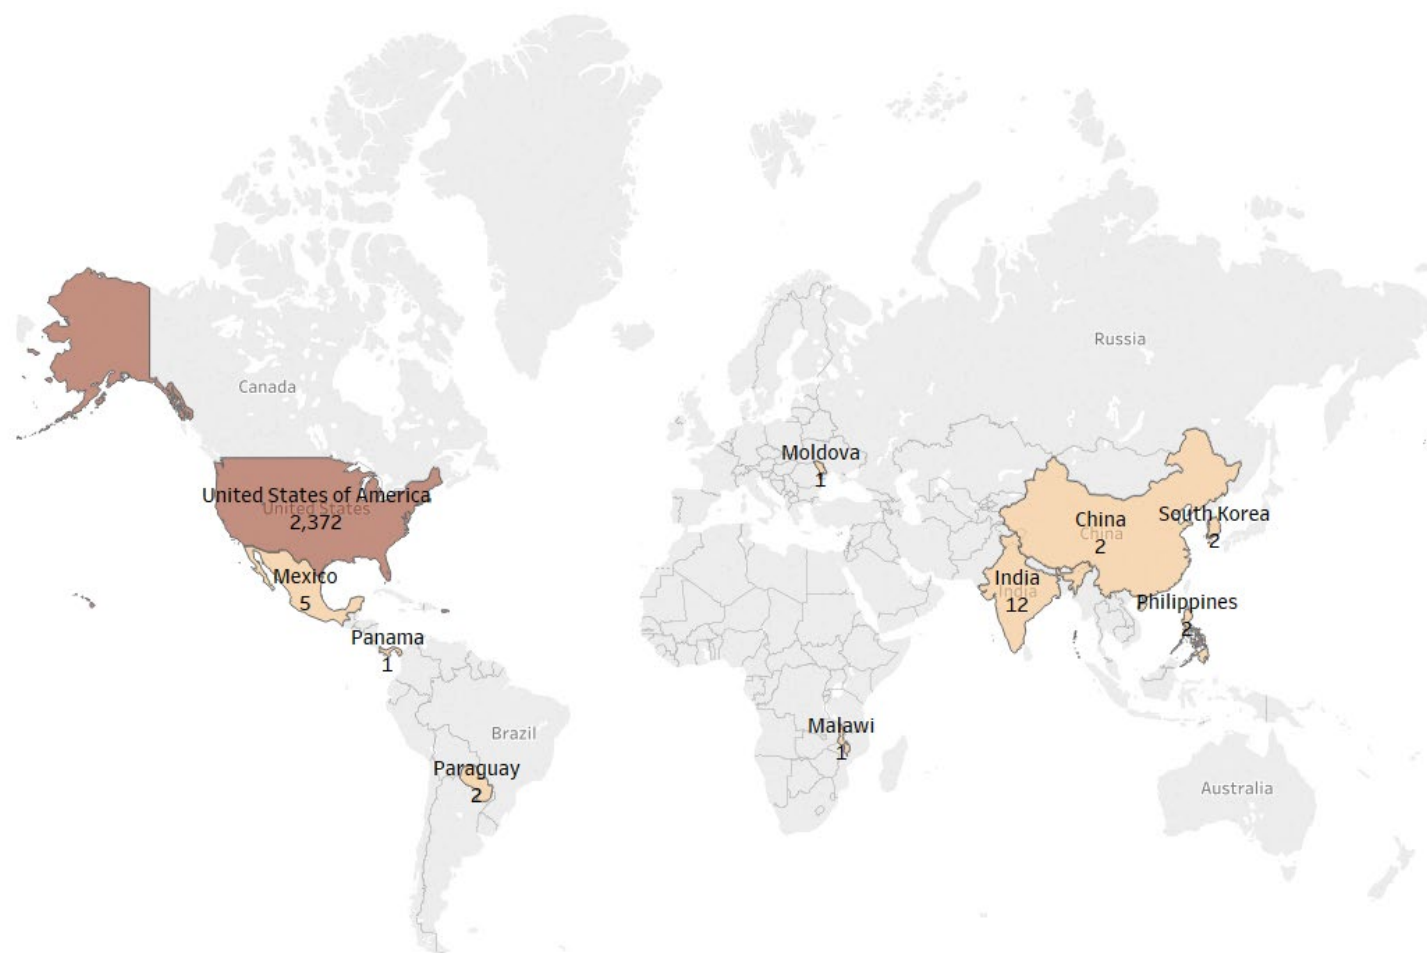 Russia
Canada
Moldova
1
United States of America
United States
2,372
China
China
2
South Korea
2
Mexico
5
India
India
12
Philippines
2
Panama
1
Malawi
1
Brazil
Paraguay
2
Australia